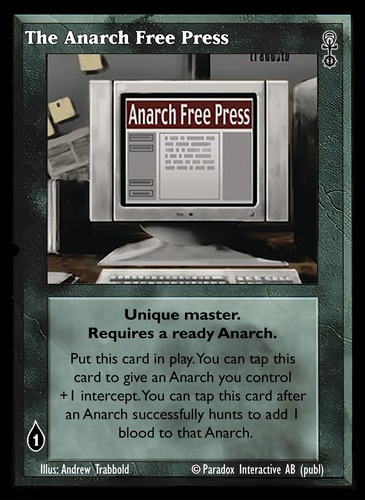 The Anarch Free Press
Trabbold
Anarch Free Press
Unique master.
Requires a ready Anarch.
Put this card in play. You can tap this
card to give an Anarch you control
+1 intercept. You can tap this card after
an Anarch successfully hunts to add 1
blood to that Anarch.
1
Illus: Andrew Trabbold © Paradox Interactive AB (publ)